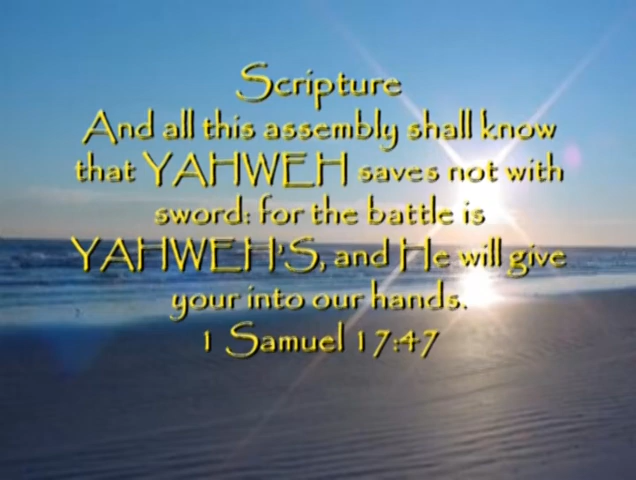 Scripture
And all this assembly shall know
that YAHWEH saves not with
sword: for the battle is
YAHWEH'S, and He will give
your into our hands.
1 Samuel 17:47